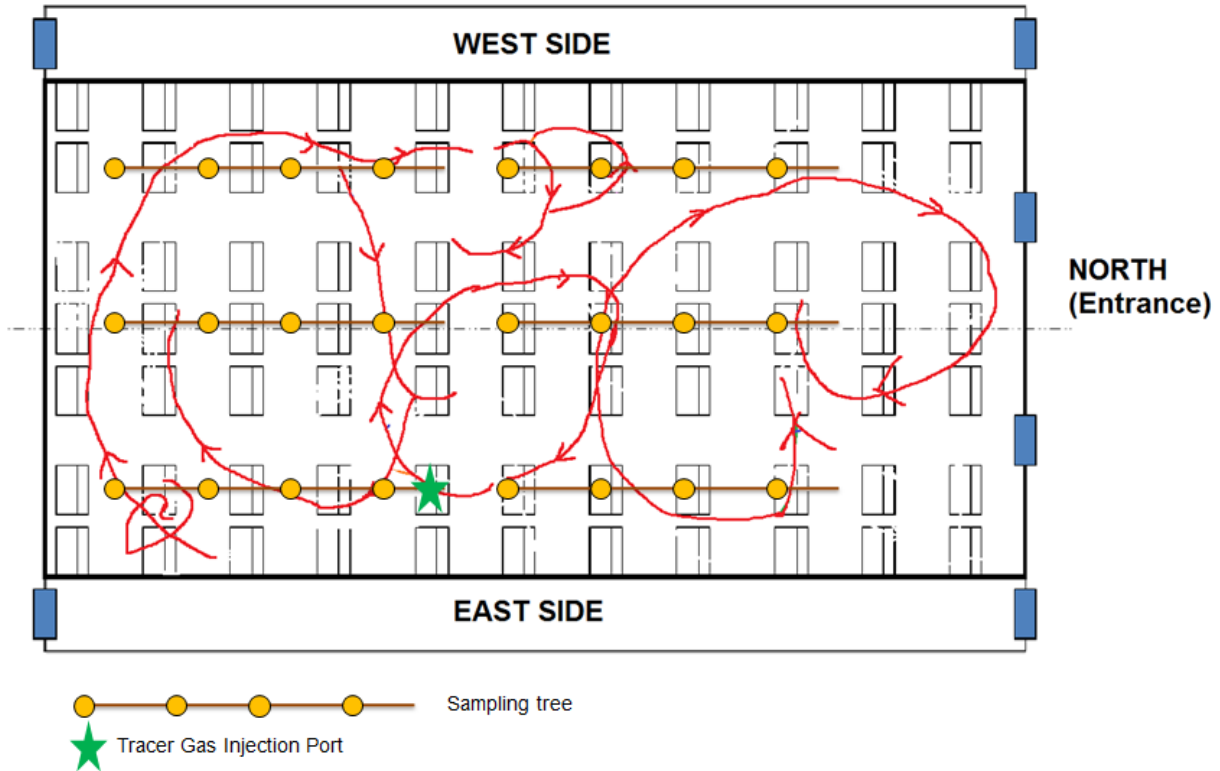 WEST SIDE
NORTH
(Entrance)
EAST SIDE
Sampling tree
Tracer Gas Injection Port